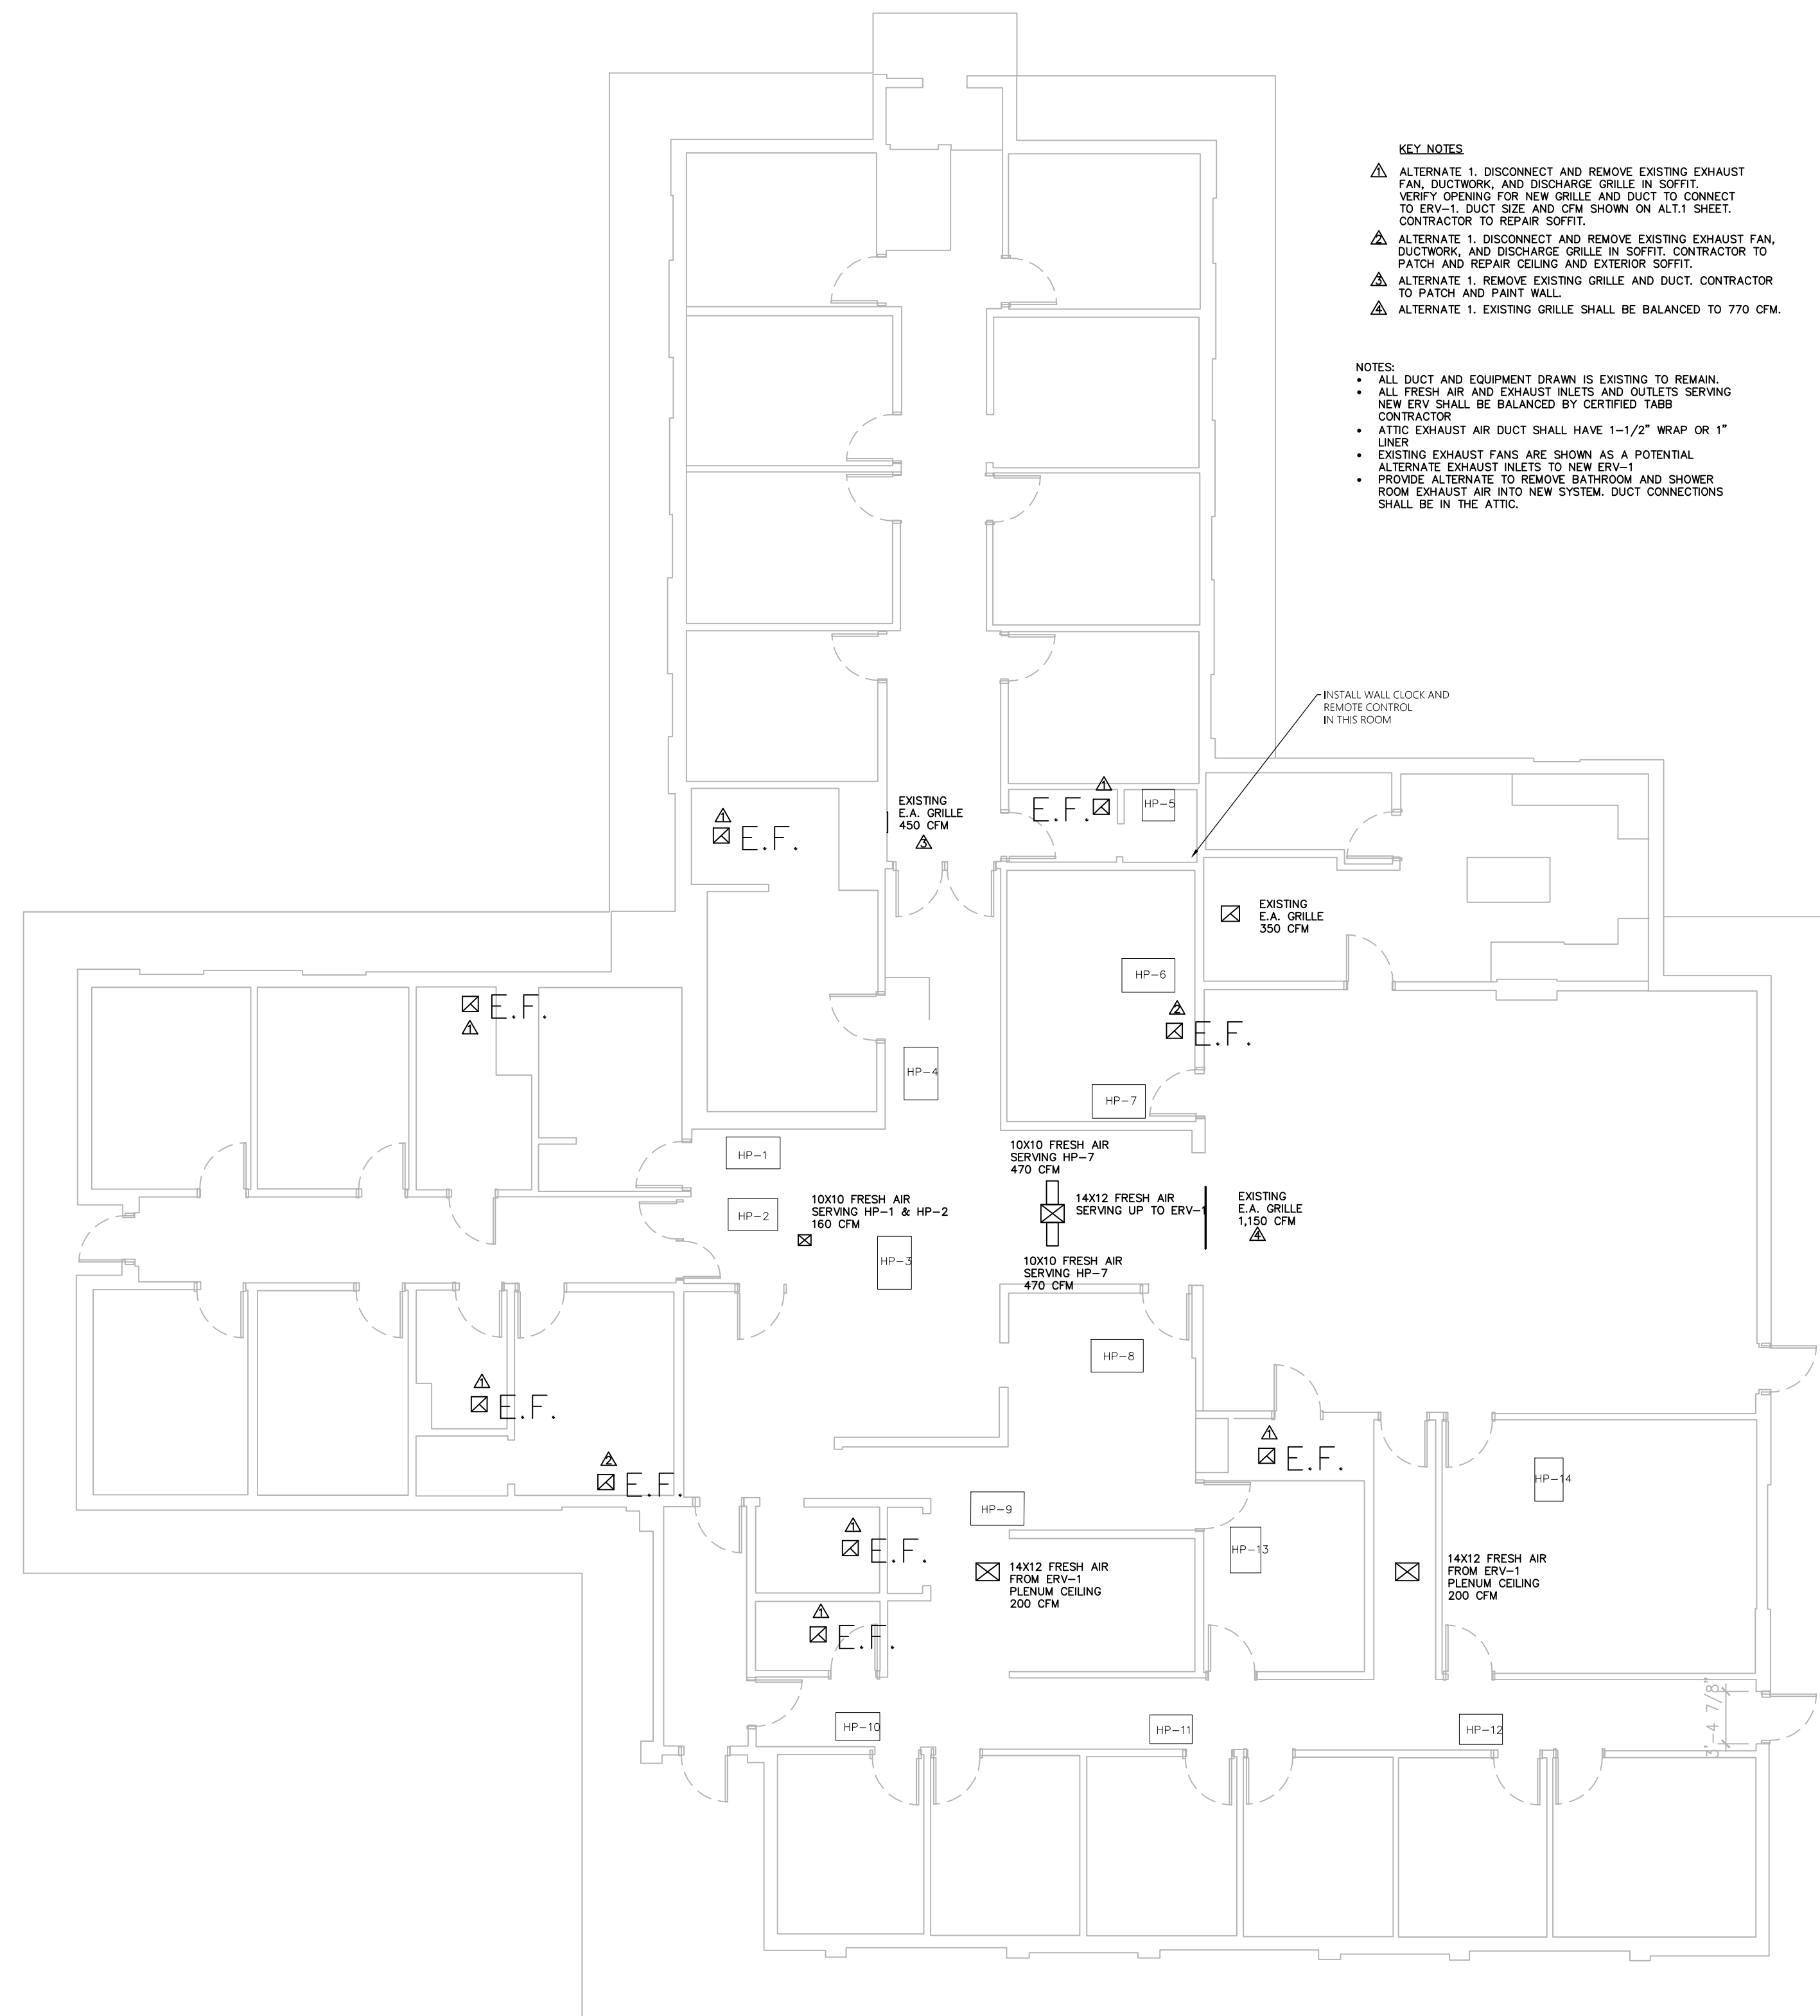 KEY NOTES
1 ALTERNATE 1. DISCONNECT AND REMOVE EXISTING EXHAUST
FAN, DUCTWORK, AND DISCHARGE GRILLE IN SOFFIT.
VERIFY OPENING FOR NEW GRILLE AND DUCT TO CONNECT
TO ERV-1. DUCT SIZE AND CFM SHOWN ON ALT.1 SHEET.
CONTRACTOR TO REPAIR SOFFIT.
2 ALTERNATE 1. DISCONNECT AND REMOVE EXISTING EXHAUST FAN,
DUCTWORK, AND DISCHARGE GRILLE IN SOFFIT. CONTRACTOR TO
PATCH AND REPAIR CEILING AND EXTERIOR SOFFIT.
3 ALTERNATE 1. REMOVE EXISTING GRILLE AND DUCT. CONTRACTOR
TO PATCH AND PAINT WALL.
4 ALTERNATE 1. EXISTING GRILLE SHALL BE BALANCED TO 770 CFM.
NOTES:
• ALL DUCT AND EQUIPMENT DRAWN IS EXISTING TO REMAIN.
• ALL FRESH AIR AND EXHAUST INLETS AND OUTLETS SERVING
NEW ERV SHALL BE BALANCED BY CERTIFIED TABB
CONTRACTOR
• ATTIC EXHAUST AIR DUCT SHALL HAVE 1-1/2" WRAP OR 1"
LINER
• EXISTING EXHAUST FANS ARE SHOWN AS A POTENTIAL
ALTERNATE EXHAUST INLETS TO NEW ERV-1
• PROVIDE ALTERNATE TO REMOVE BATHROOM AND SHOWER
ROOM EXHAUST AIR INTO NEW SYSTEM. DUCT CONNECTIONS
SHALL BE IN THE ATTIC.
INSTALL WALL CLOCK AND
REMOTE CONTROL
IN THIS ROOM
1
E.F.
EXISTING
E.A. GRILLE
450 CFM
3
1
E.F.
HP-5
EXISTING
E.A. GRILLE
350 CFM
HP-6
2
E.F.
E.F.
1
HP-4
HP-7
HP-1
HP-2
10X10 FRESH AIR
SERVING HP-1 & HP-2
160 CFM
HP-3
10X10 FRESH AIR
SERVING HP-7
470 CFM
14X12 FRESH AIR
SERVING UP TO ERV-1
10X10 FRESH AIR
SERVING HP-7
470 CFM
EXISTING
E.A. GRILLE
1,150 CFM
4
HP-8
1
E.F.
2
E.F.
1
E.F.
HP-14
HP-9
1
E.F.
HP-13
14X12 FRESH AIR
FROM ERV-1
PLENUM CEILING
200 CFM
14X12 FRESH AIR
FROM ERV-1
PLENUM CEILING
200 CFM
1
E.F.
HP-10
HP-11
HP-12
3'-4 7/8"